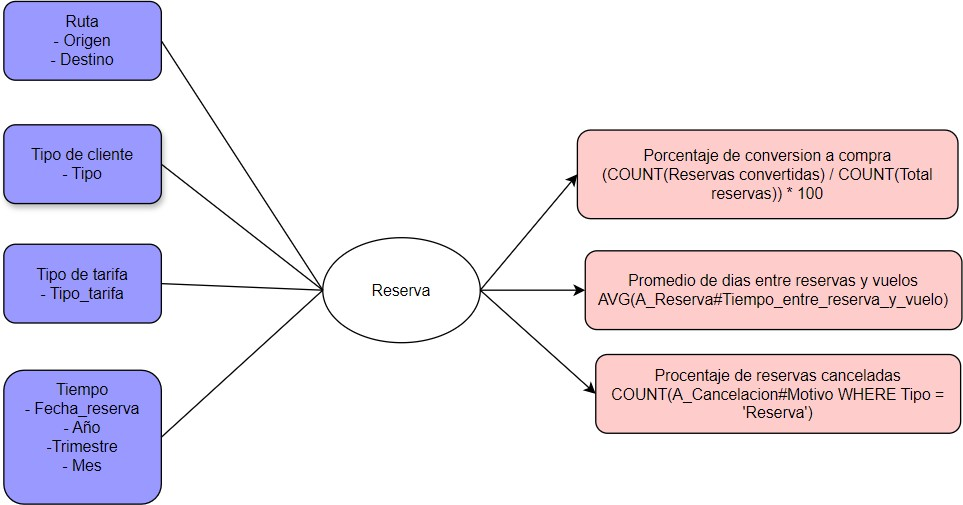 Ruta
- Origen
- Destino
Tipo de cliente
- Tipo
Tipo de tarifa
- Tipo_tarifa
Tiempo
- Fecha_reserva
- Año
-Trimestre
- Mes
Reserva
Porcentaje de conversion a compra
(COUNT(Reservas convertidas) / COUNT(Total
reservas)) * 100
Promedio de dias entre reservas y vuelos
AVG(A_Reserva#Tiempo_entre_reserva_y_vuelo)
Procentaje de reservas canceladas
COUNT(A_Cancelacion#Motivo WHERE Tipo =
'Reserva')